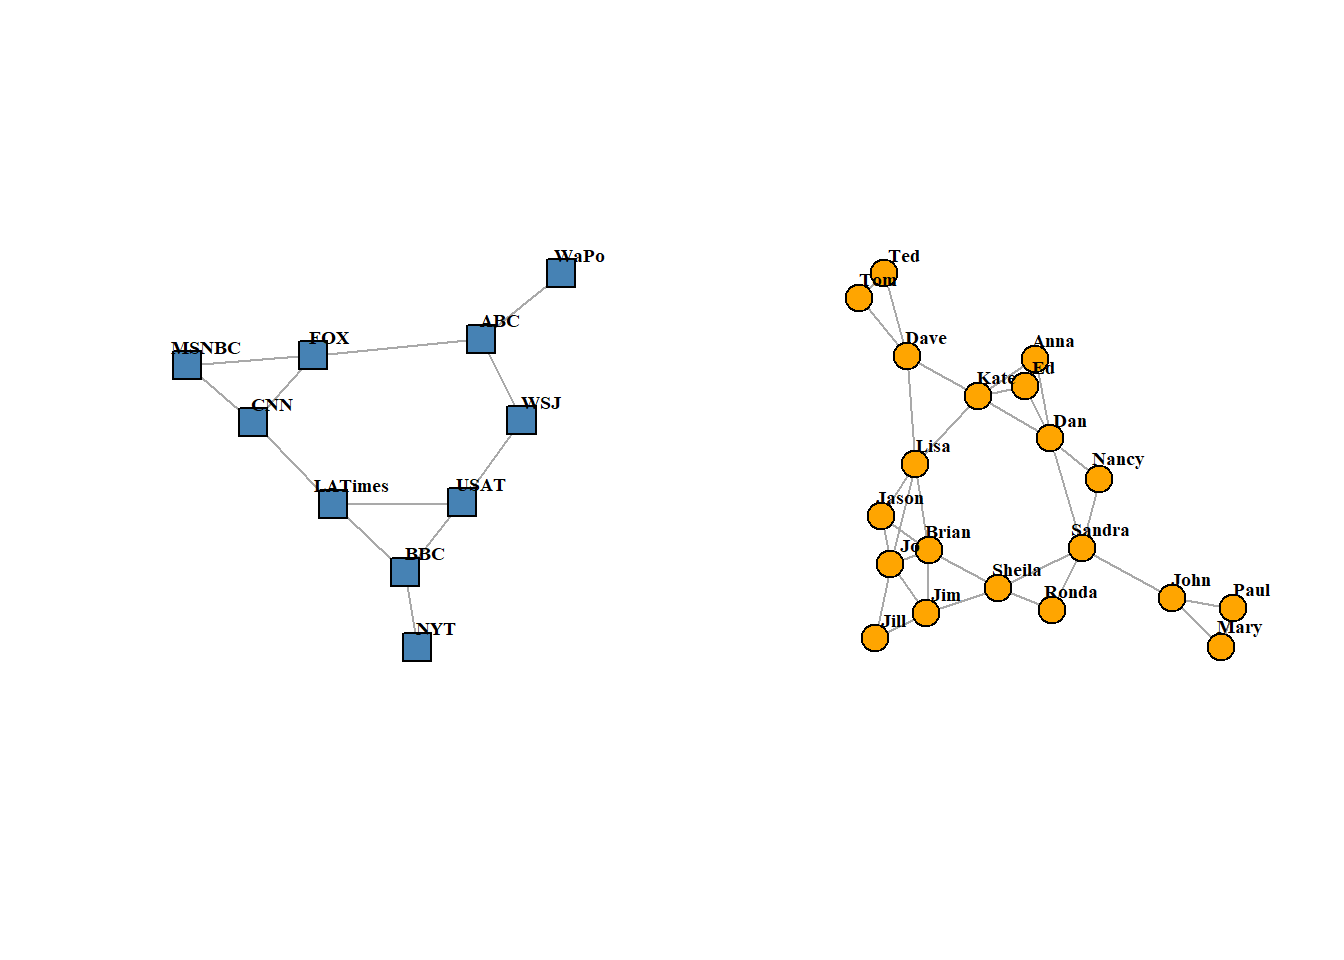 WaPo
ABC
FOX
MSNBC
CNN
WSJ
LATimes
USAT
BBC
NYT
Ted
Tom
Dave
Anna
Ed
Kate
Dan
Lisa
Nancy
Jason
Brian
Jo
Sandra
Sheila
John
Paul
Ronda
Jim
Jill
Mary